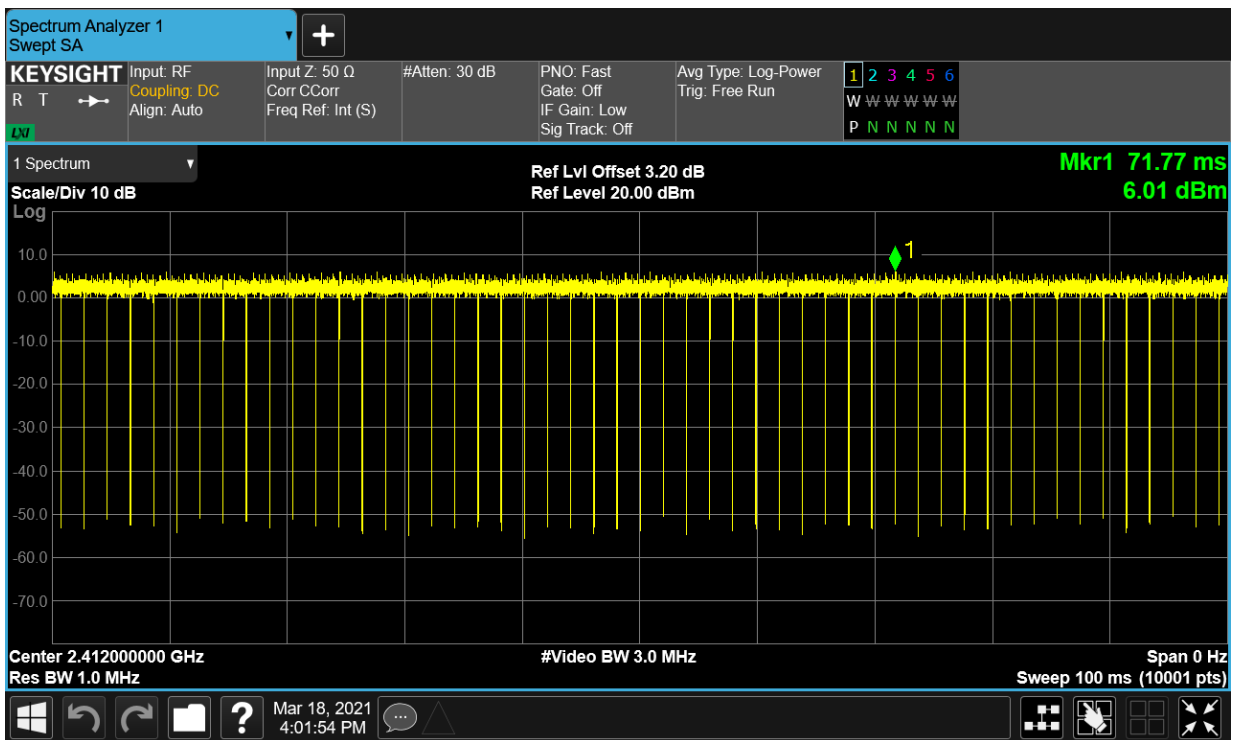 Spectrum Analyzer 1
Swept SA
KEYSIGHT
R T
LXI
Input: RF
Coupling: DC
Align: Auto
Input Z: 50 Ω
Corr CCorr
Freq Ref: Int (S)
#Atten: 30 dB
PNO: Fast
Gate: Off
IF Gain: Low
Sig Track: Off
Avg Type: Log-Power
Trig: Free Run
1 2 3 4 5 6
W W W W W W
P N N N N N
1 Spectrum
Scale/Div 10 dB
Ref Lvl Offset 3.20 dB
Ref Level 20.00 dBm
Mkr1 71.77 ms
6.01 dBm
Log
1
10.0
0.00
-10.0
-20.0
-30.0
-40.0
-50.0
-60.0
-70.0
Center 2.412000000 GHz
Res BW 1.0 MHz
#Video BW 3.0 MHz
Span 0 Hz
Sweep 100 ms (10001 pts)
?
Mar 18, 2021
4:01:54 PM